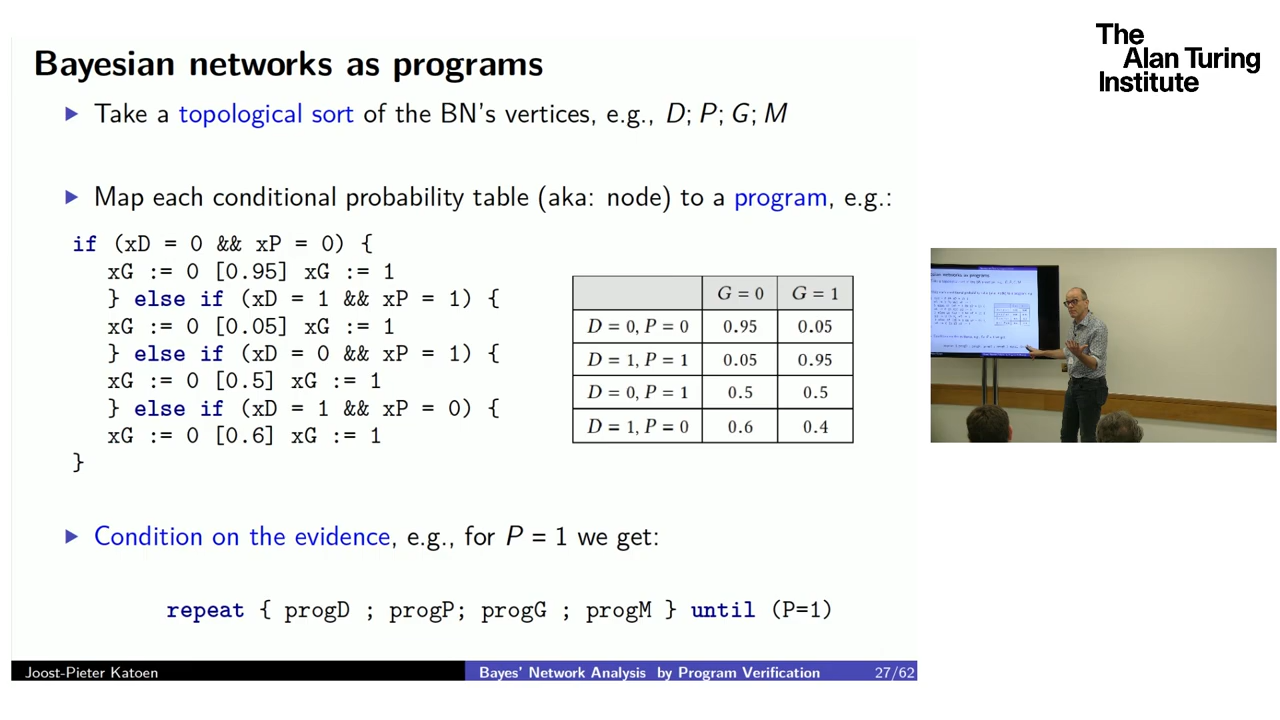 The
Alan Turing
Institute
Bayesian networks as programs
▶ Take a topological sort of the BN's vertices, e.g., D; P; G; M
▶ Map each conditional probability table (aka: node) to a program, e.g.:
if (xD = 0 && xP = 0) {
xG := 0 [0.95] xG := 1
} else if (xD = 1 && xP = 1) {
xG := 0 [0.05] xG := 1
} else if (xD = 0 && xP = 1) {
xG := 0 [0.5] xG := 1
} else if (xD = 1 && xP = 0) {
xG := 0 [0.6] xG := 1
}
G = 0 G = 1
D = 0, P = 0 0.95 0.05
D = 1, P = 1 0.05 0.95
D = 0, P = 1 0.5 0.5
D = 1, P = 0 0.6 0.4
▶ Condition on the evidence, e.g., for P = 1 we get:
repeat { progD ; progP; progG ; progM } until (P=1)
Joost-Pieter Katoen Bayes' Network Analysis by Program Verification 27/62